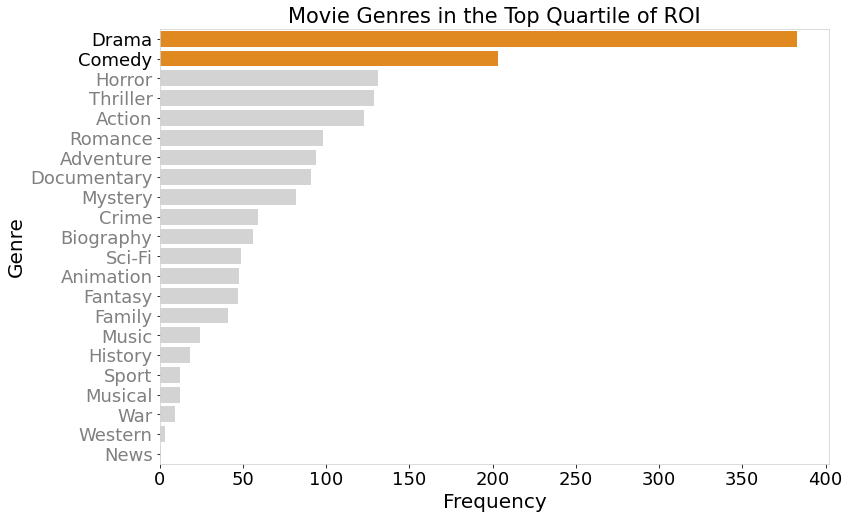 Movie Genres in the Top Quartile of ROI
Genre
Drama
Comedy
Horror
Thriller
Action
Romance
Adventure
Documentary
Mystery
Crime
Biography
Sci-Fi
Animation
Fantasy
Family
Music
History
Sport
Musical
War
Western
News
0 50 100 150 200 250 300 350 400
Frequency